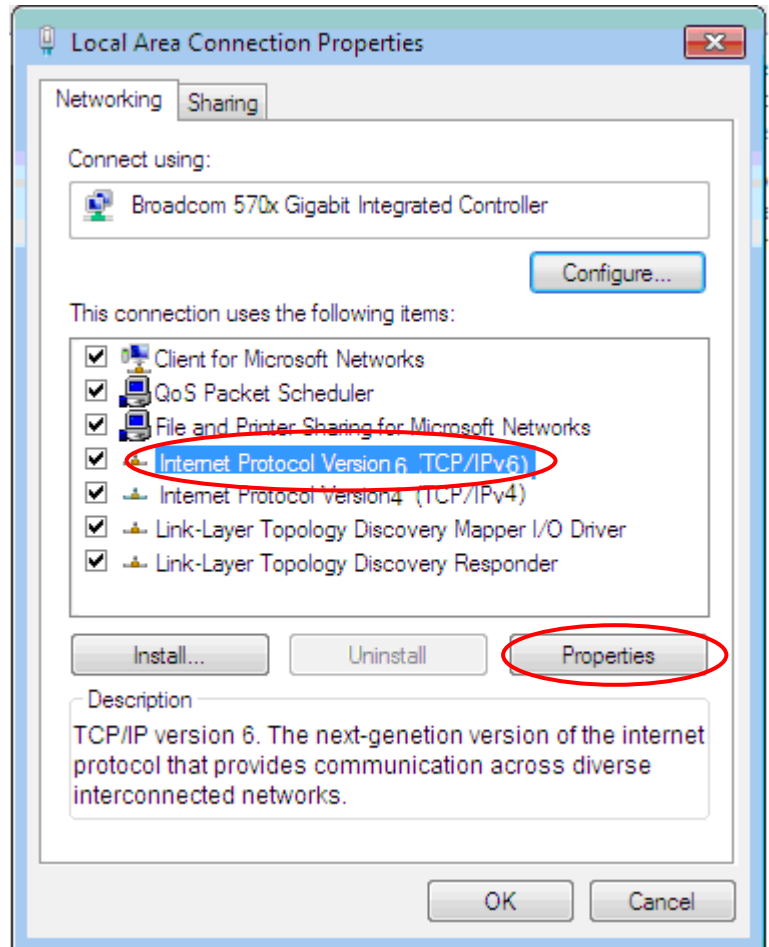 Local Area Connection Properties
Networking Sharing
Connect using:
Broadcom 570x Gigabit Integrated Controller
Configure...
This connection uses the following items:
Client for Microsoft Networks
QoS Packet Scheduler
File and Printer Sharing for Microsoft Networks
Internet Protocol Version 6 'TCP/IPv6)
Internet Protocol Version4 (TCP/IPv4)
Link-Layer Topology Discovery Mapper I/O Driver
Link-Layer Topology Discovery Responder
Install... Uninstall Properties
Description
TCP/IP version 6. The next-genetion version of the internet
protocol that provides communication across diverse
interconnected networks.
OK Cancel